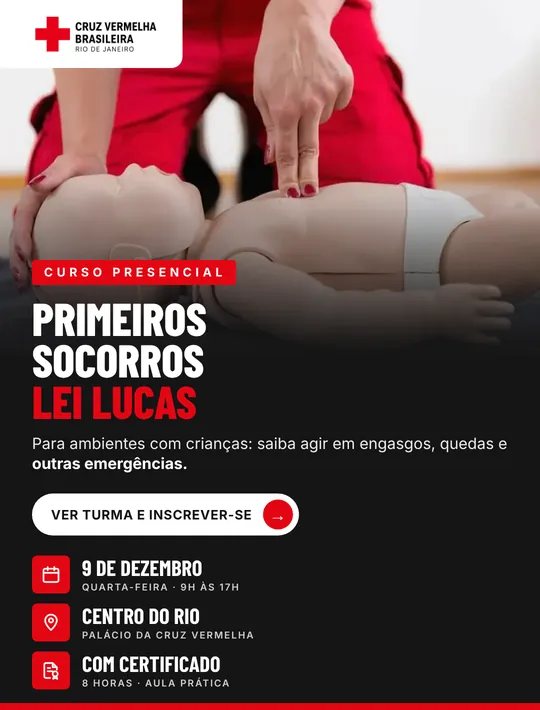 CRUZ VERMELHA
BRASILEIRA
RIO DE JANEIRO
CURSO PRESENCIAL
PRIMEIROS
SOCORROS
LEI LUCAS
Para ambientes com crianças: saiba agir em engasgos, quedas e
outras emergências.
VER TURMA E INSCREVER-SE →
9 DE DEZEMBRO
QUARTA-FEIRA · 9H ÀS 17H
CENTRO DO RIO
PALÁCIO DA CRUZ VERMELHA
COM CERTIFICADO
8 HORAS · AULA PRÁTICA